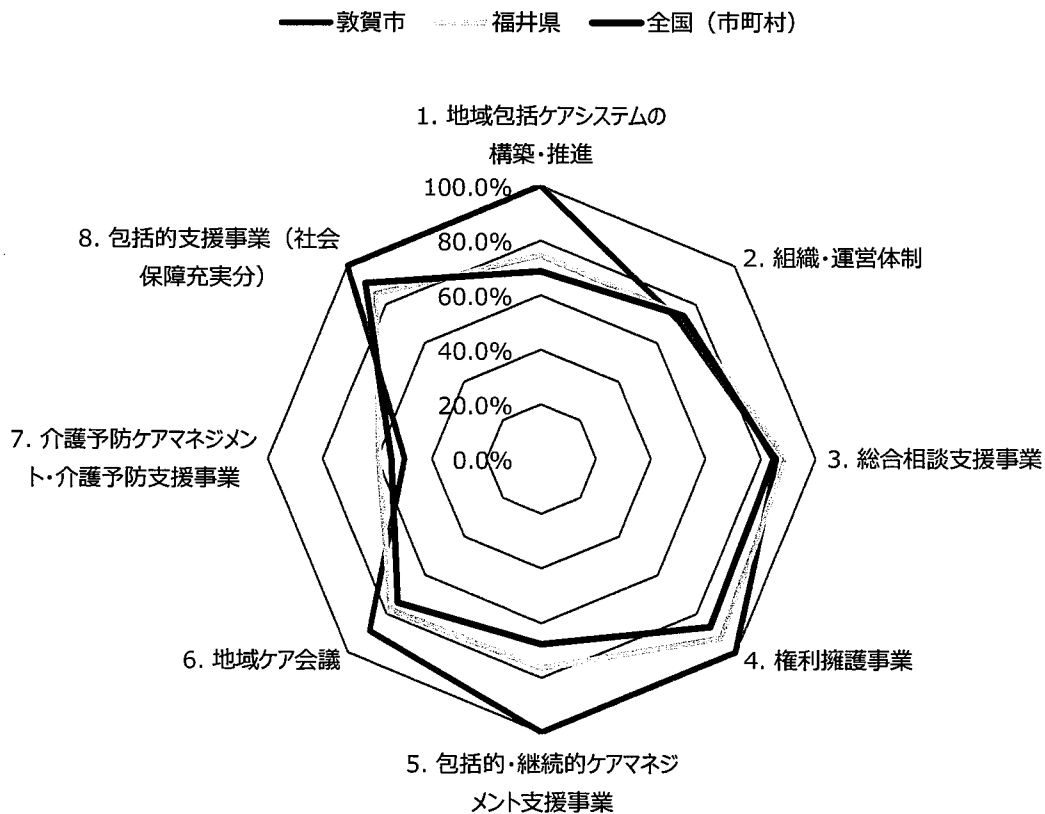 敦賀市 福井県 全国（市町村）
1. 地域包括ケアシステムの
構築・推進
100.0%
8. 包括的支援事業（社会
保障充実分）
80.0%
2. 組織・運営体制
60.0%
40.0%
20.0%
7. 介護予防ケアマネジメン
ト・介護予防支援事業
0.0%
3. 総合相談支援事業
6. 地域ケア会議
4. 権利擁護事業
5. 包括的・継続的ケアマネジ
メント支援事業